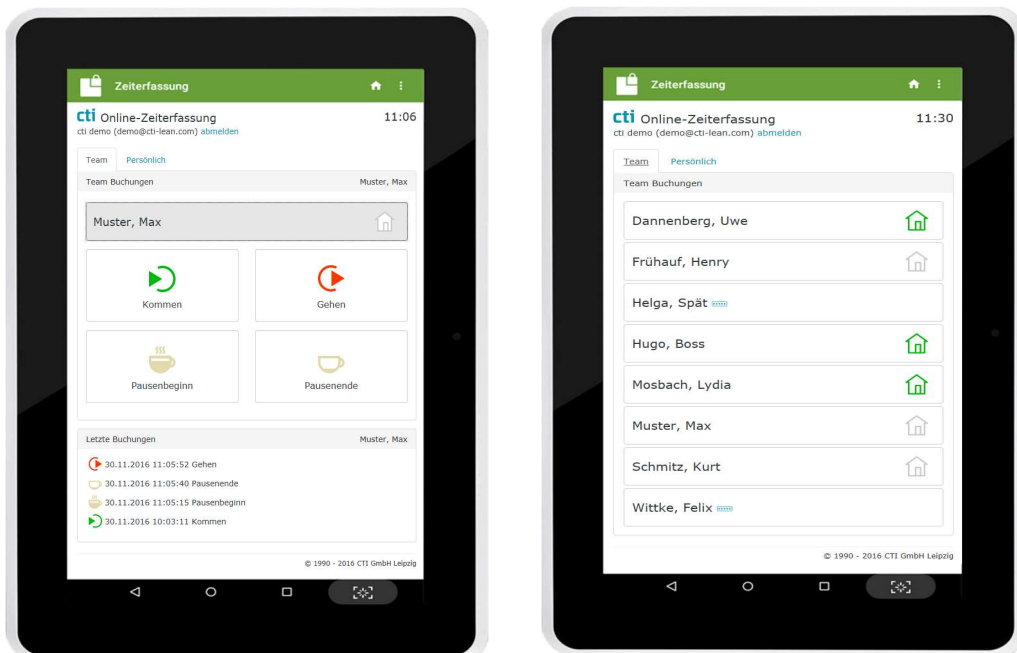 Zeiterfassung
cti Online-Zeiterfassung 11:06
cti demo (demo@cti-lean.com) abmelden
Team Persönlich
Team Buchungen Muster, Max
Muster, Max
Kommen Gehen
Pausenbeginn Pausenende
Letzte Buchungen Muster, Max
30.11.2016 11:05:52 Gehen
30.11.2016 11:05:40 Pausenende
30.11.2016 11:05:15 Pausenbeginn
30.11.2016 10:03:11 Kommen
© 1990 - 2016 CTI GmbH Leipzig
Zeiterfassung
cti Online-Zeiterfassung 11:30
cti demo (demo@cti-lean.com) abmelden
Team Persönlich
Team Buchungen
Dannenberg, Uwe
Frühauf, Henry
Helga, Spät
Hugo, Boss
Mosbach, Lydia
Muster, Max
Schmitz, Kurt
Wittke, Felix
© 1990 - 2016 CTI GmbH Leipzig